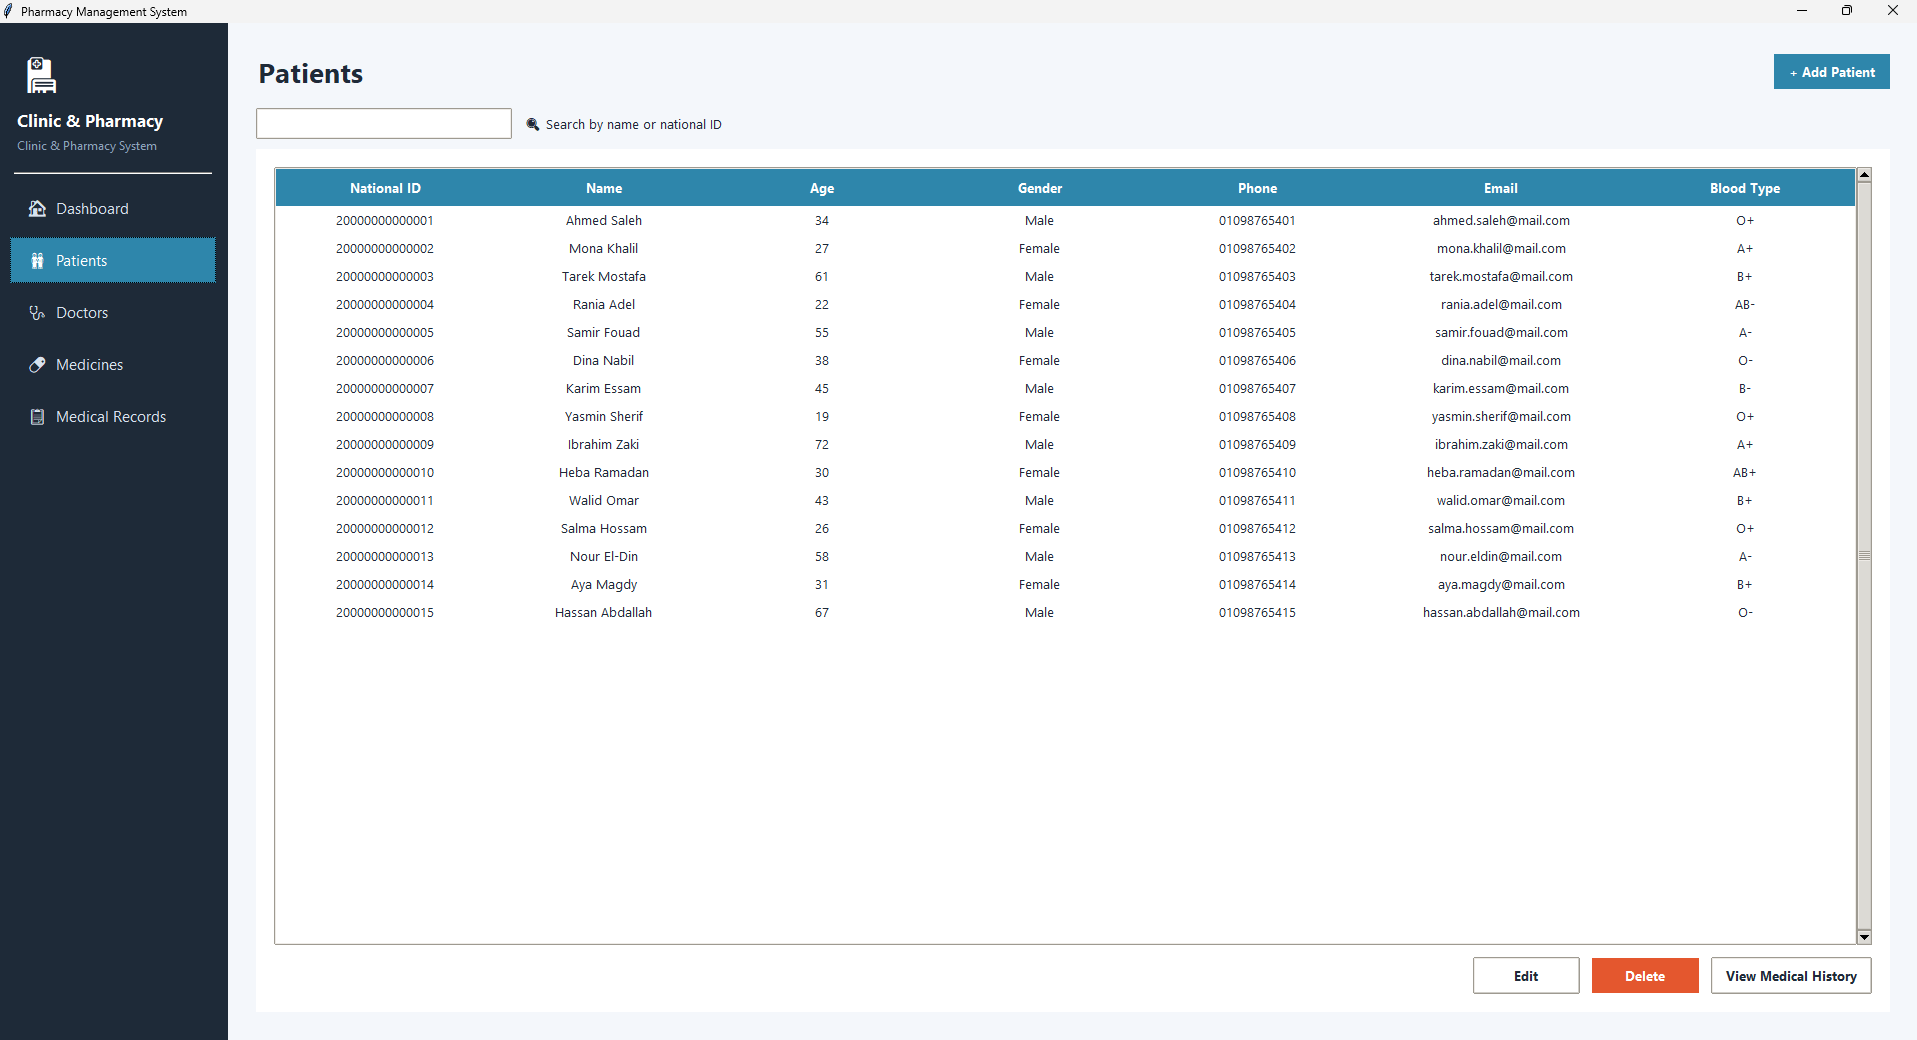 Pharmacy Management System
Clinic & Pharmacy
Clinic & Pharmacy System
Dashboard
Patients
Doctors
Medicines
Medical Records
Patients
+ Add Patient
Search by name or national ID
National ID Name Age Gender Phone Email Blood Type
20000000000001 Ahmed Saleh 34 Male 01098765401 ahmed.saleh@mail.com O+
20000000000002 Mona Khalil 27 Female 01098765402 mona.khalil@mail.com A+
20000000000003 Tarek Mostafa 61 Male 01098765403 tarek.mostafa@mail.com B+
20000000000004 Rania Adel 22 Female 01098765404 rania.adel@mail.com AB-
20000000000005 Samir Fouad 55 Male 01098765405 samir.fouad@mail.com A-
20000000000006 Dina Nabil 38 Female 01098765406 dina.nabil@mail.com O-
20000000000007 Karim Essam 45 Male 01098765407 karim.essam@mail.com B-
20000000000008 Yasmin Sherif 19 Female 01098765408 yasmin.sherif@mail.com O+
20000000000009 Ibrahim Zaki 72 Male 01098765409 ibrahim.zaki@mail.com A+
20000000000010 Heba Ramadan 30 Female 01098765410 heba.ramadan@mail.com AB+
20000000000011 Walid Omar 43 Male 01098765411 walid.omar@mail.com B+
20000000000012 Salma Hossam 26 Female 01098765412 salma.hossam@mail.com O+
20000000000013 Nour El-Din 58 Male 01098765413 nour.eldin@mail.com A-
20000000000014 Aya Magdy 31 Female 01098765414 aya.magdy@mail.com B+
20000000000015 Hassan Abdallah 67 Male 01098765415 hassan.abdallah@mail.com O-
Edit Delete View Medical History